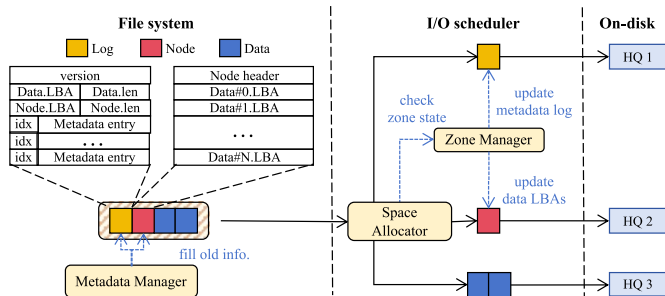 File system
I/O scheduler
On-disk
Log
Node
Data
version
Data.LBA
Data.len
Node.LBA
Node.len
idx
Metadata entry
idx
...
idx
Metadata entry
Node header
Data#0.LBA
Data#1.LBA
...
Data#N.LBA
fill old info.
Metadata Manager
check
zone state
update
metadata log
Zone Manager
update
data LBAs
Space
Allocator
HQ 1
HQ 2
HQ 3